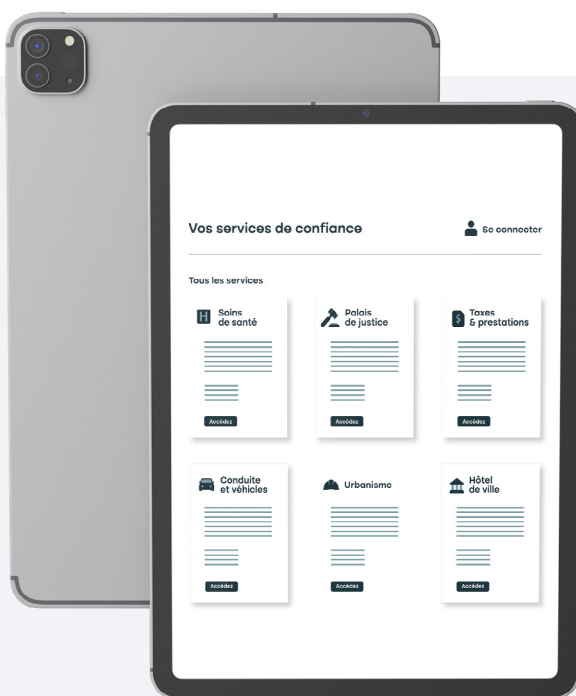 Vos services de confiance
Se connecter
Tous les services
H
Soins
de santé
Accédez
Palais
de justice
Accédez
$
Taxes
& prestations
Accédez
Conduite
et véhicules
Accédez
Urbanisme
Accédez
Hôtel
de ville
Accédez